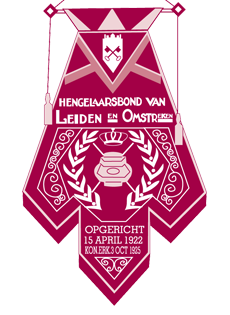 HENGELAARSBOND VAN
LEIDEN EN OMSTREKEN
OPGERICHT
15 APRIL 1922
KON.ERK.3 OCT 1925